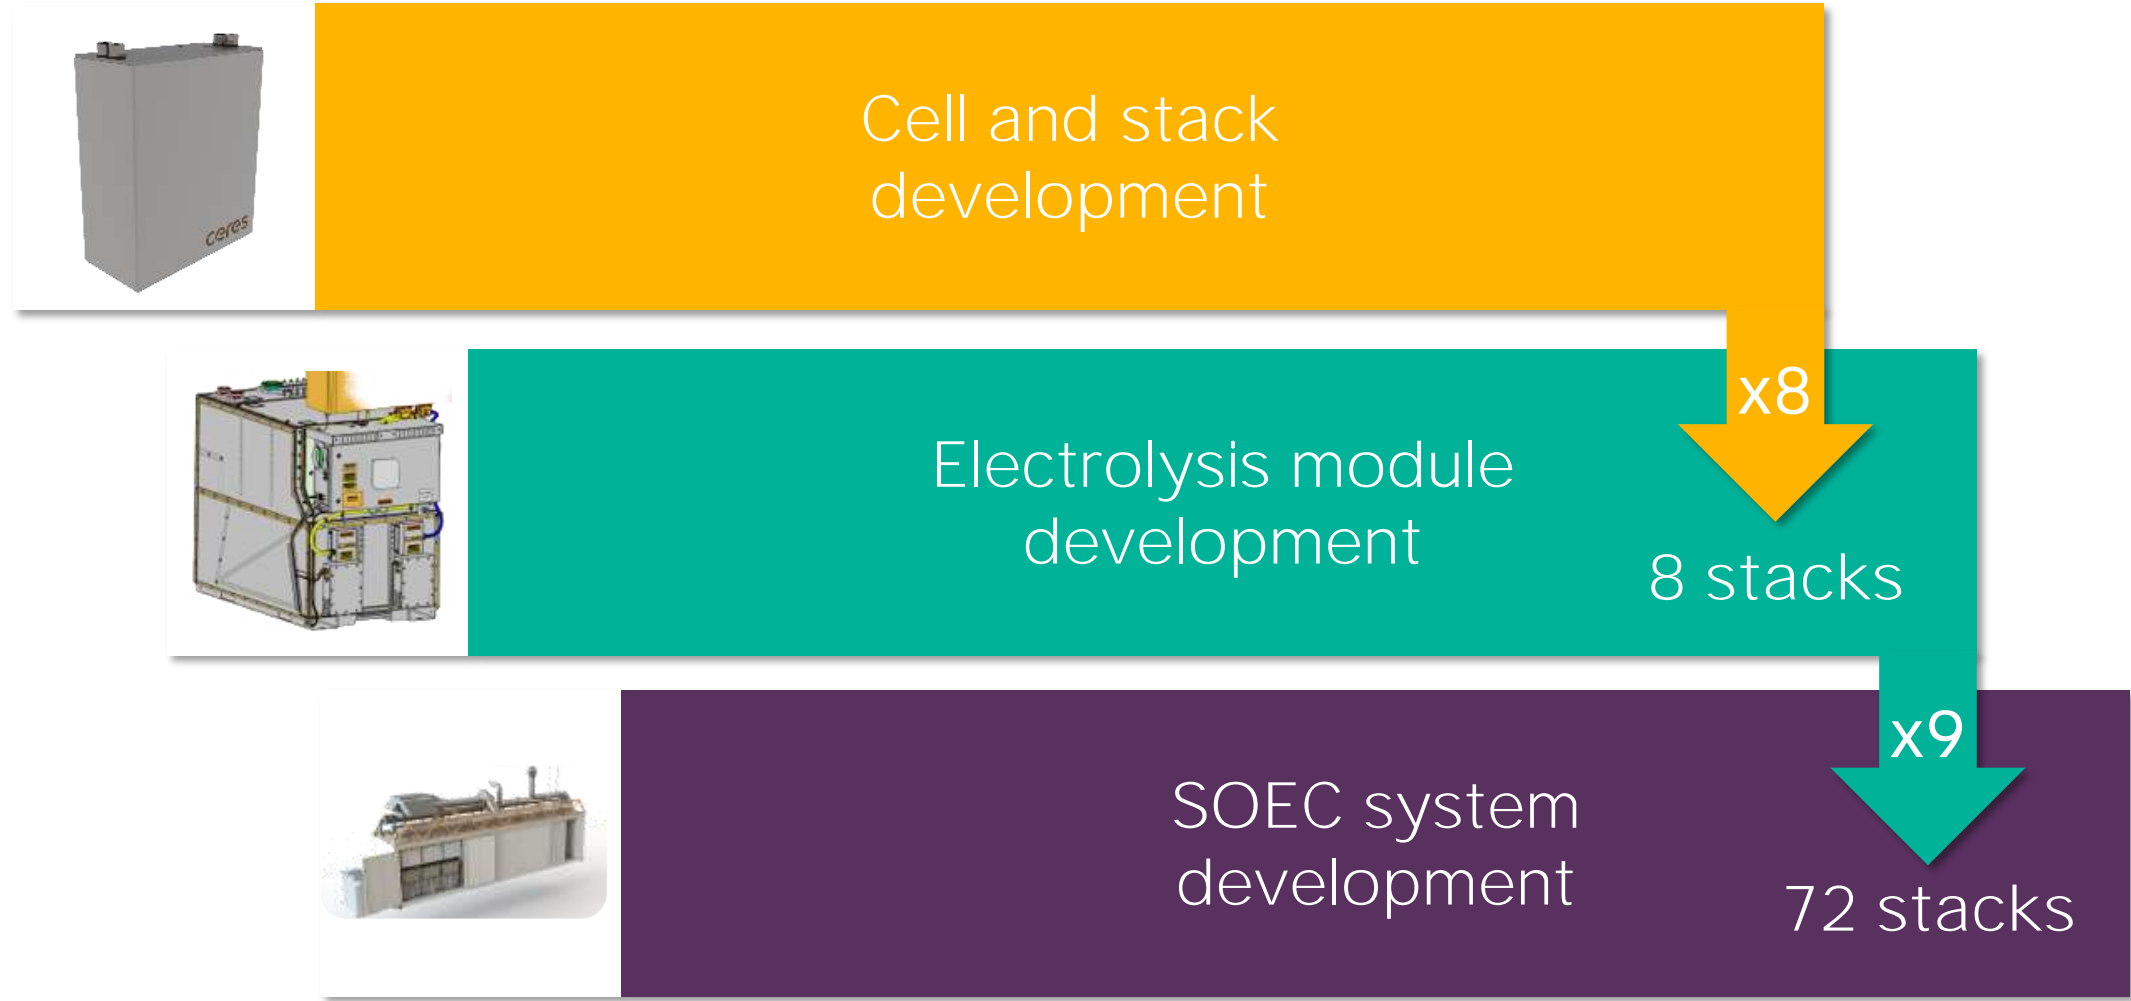 ceres
Cell and stack
development
x8
Electrolysis module
development
8 stacks
x9
SOEC system
development
72 stacks